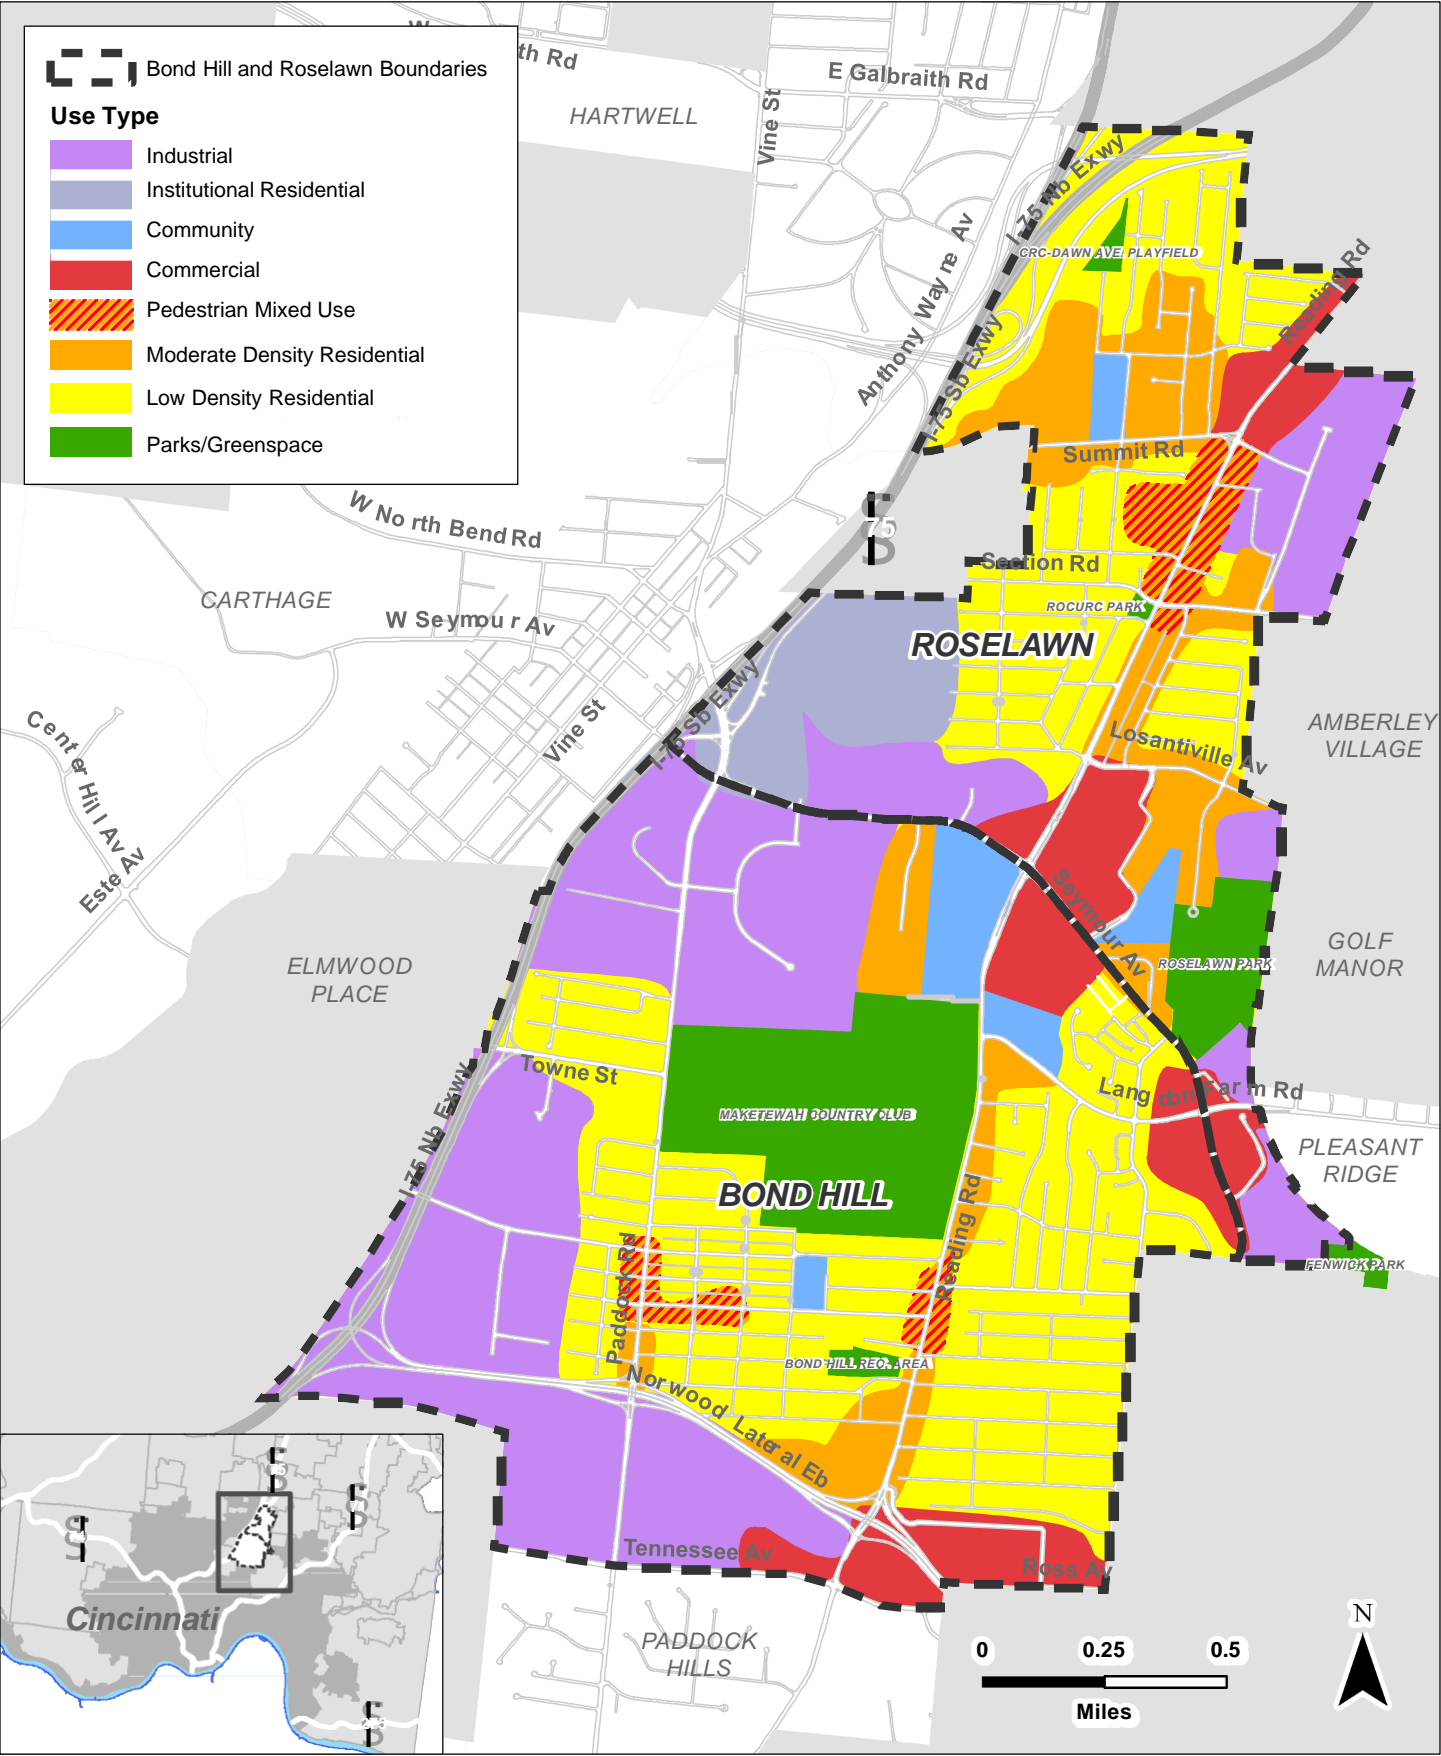 Bond Hill and Roselawn Boundaries
Use Type
Industrial
Institutional Residential
Community
Commercial
Pedestrian Mixed Use
Moderate Density Residential
Low Density Residential
Parks/Greenspace
th Rd
E Galbraith Rd
HARTWELL
Vine St
I-75 Nb Exwy
Anthony Wayne Av
CRC-DAWN AVE. PLAYFIELD
Reading Rd
I-75 Sb Exwy
Summit Rd
75
W North Bend Rd
Section Rd
CARTHAGE
W Seymour Av
ROCURC PARK
ROSELAWN
I-75 Sb Exwy
Vine St
Center Hill Av
Losantiville Av
AMBERLEY
VILLAGE
Este Av
Seymour Av
ELMWOOD
PLACE
ROSELAWN PARK
GOLF
MANOR
Towne St
I-75 Nb Exwy
Langdon Farm Rd
MAKETEWAH COUNTRY CLUB
PLEASANT
RIDGE
BOND HILL
Reading Rd
Paddock Rd
FENWICK PARK
BOND HILL REC. AREA
Norwood Lateral Eb
Tennessee Av
Ross Av
Cincinnati
PADDOCK
HILLS
N
0 0.25 0.5
Miles